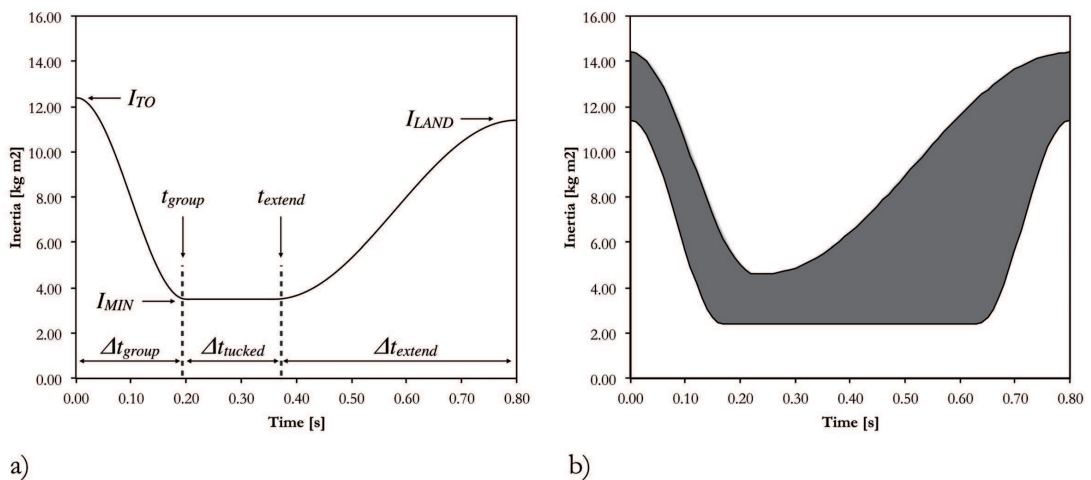 16.00
14.00
12.00
10.00
8.00
6.00
4.00
2.00
0.00
Inertia [kg m2]
I_TO
I_LAND
t_group
t_extend
I_MIN
Δt_group
Δt_tucked
Δt_extend
0.00 0.10 0.20 0.30 0.40 0.50 0.60 0.70 0.80
Time [s]
a)
16.00
14.00
12.00
10.00
8.00
6.00
4.00
2.00
0.00
Inertia [kg m2]
0.00 0.10 0.20 0.30 0.40 0.50 0.60 0.70 0.80
Time [s]
b)